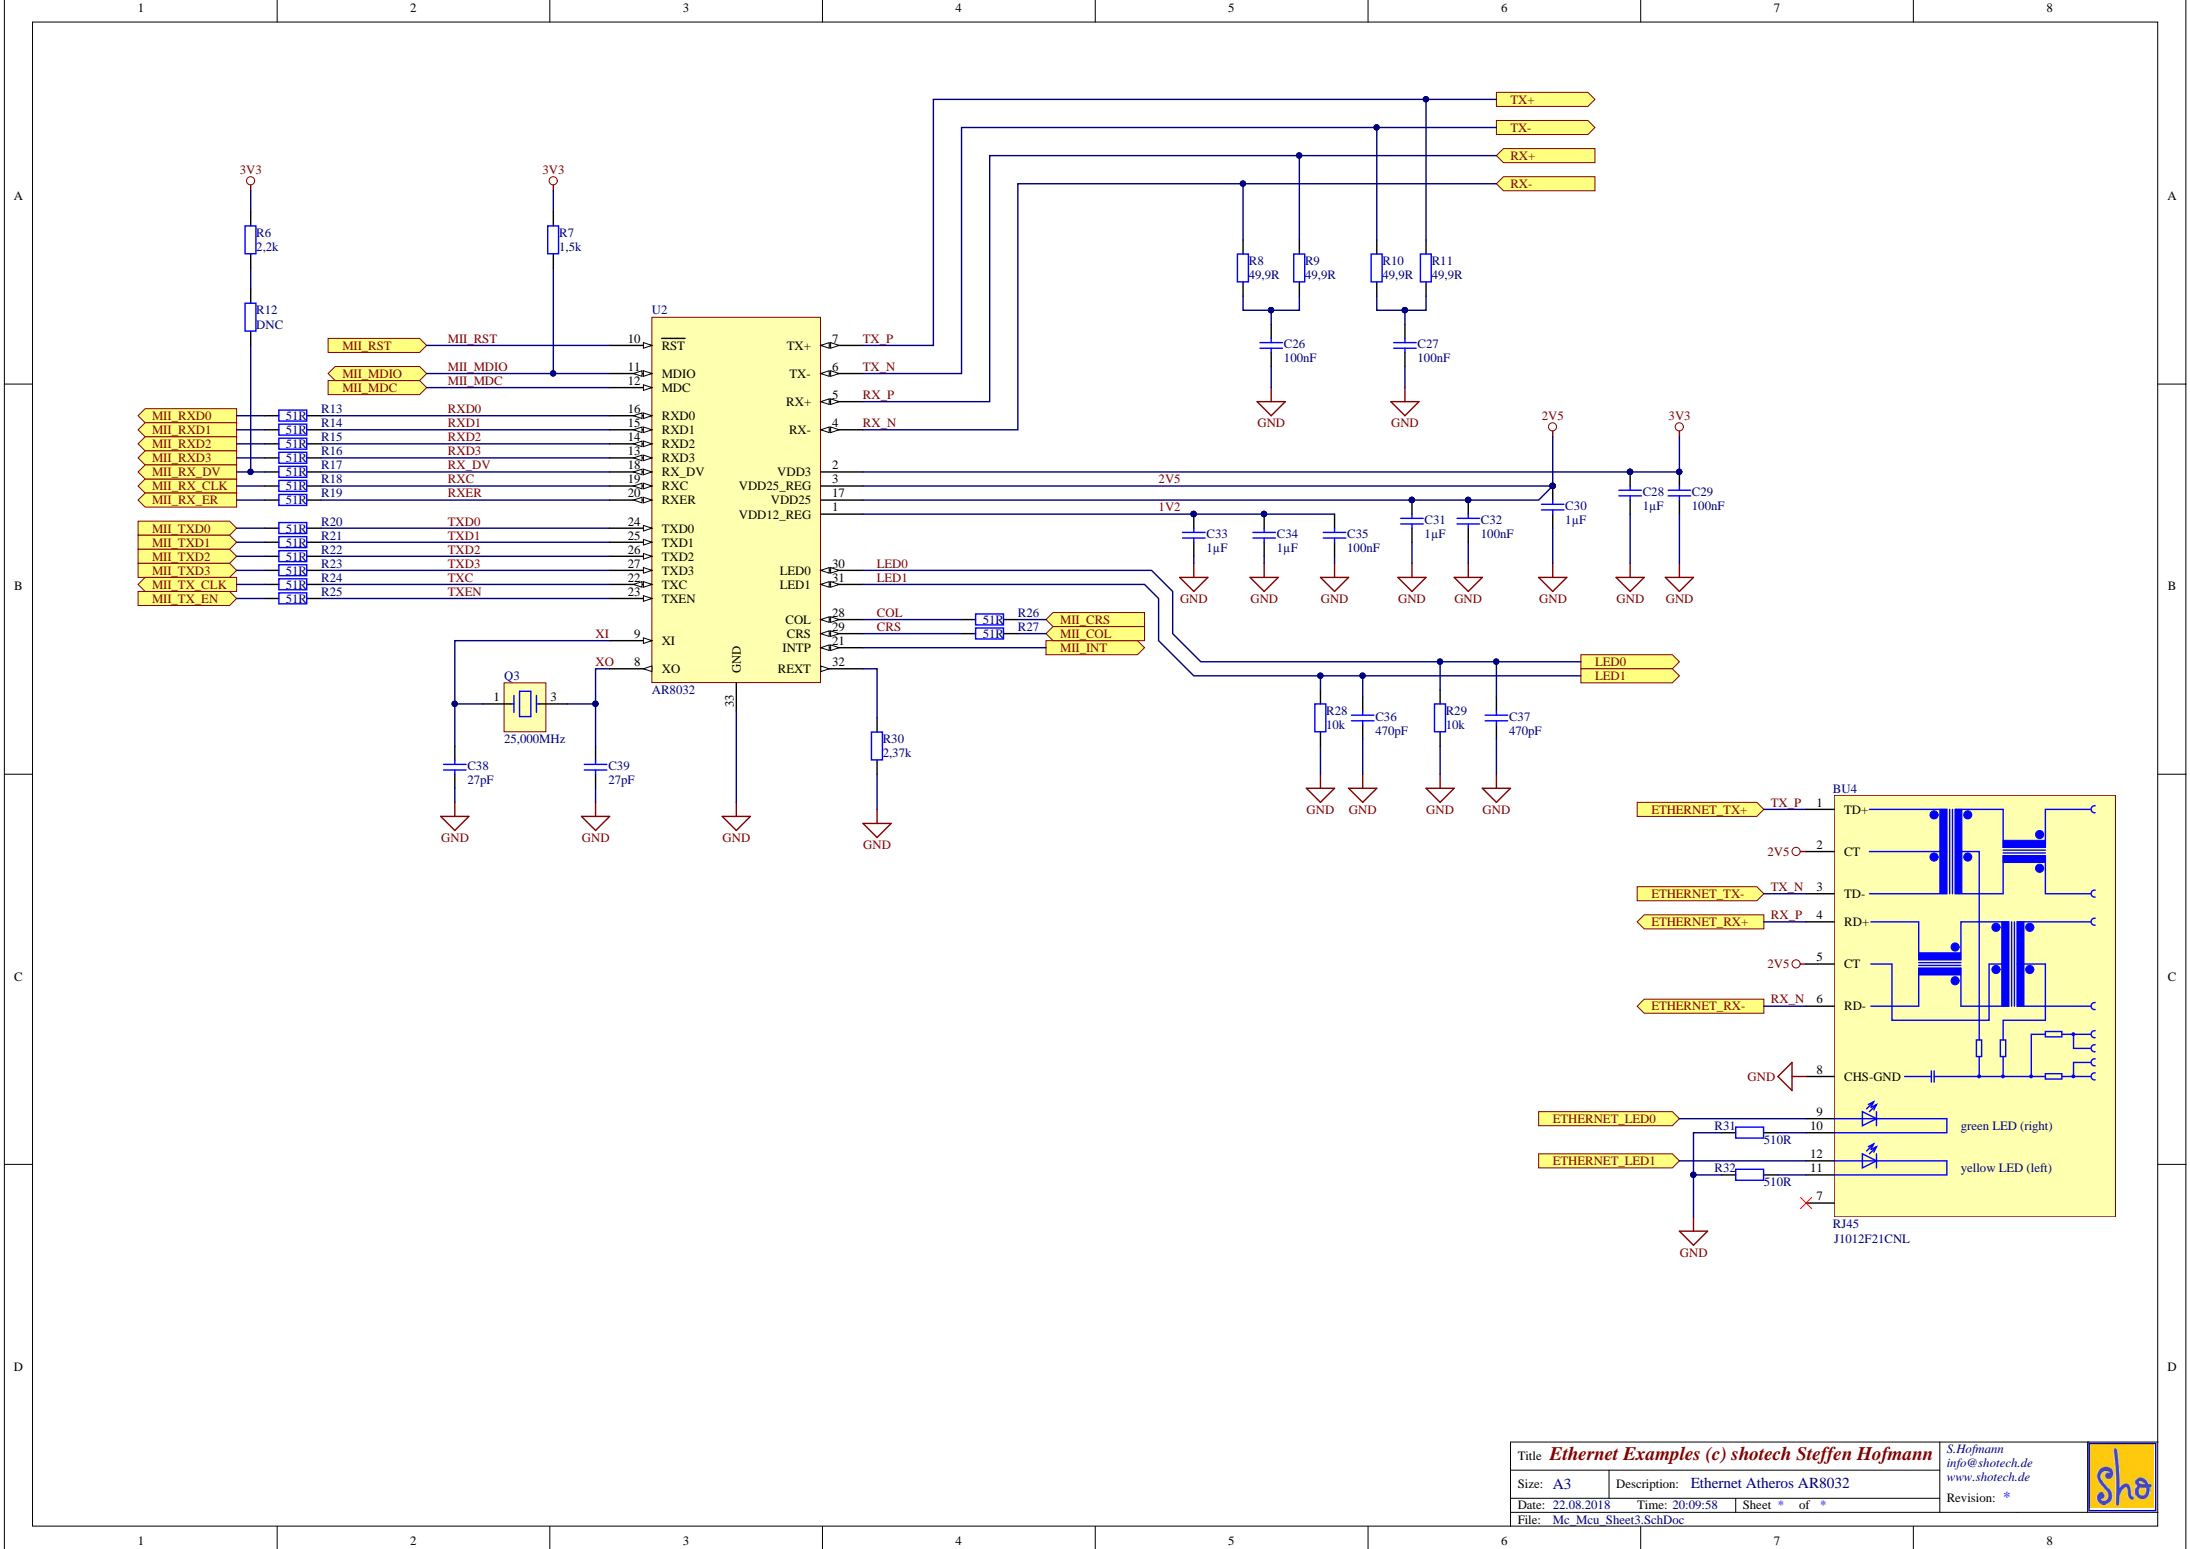 1 2 3 4 5 6 7 8
A A
B B
C C
D D
TX+
TX-
RX+
RX-
3V3
3V3
R6
2,2k
R7
1,5k
R12
DNC
R8
49,9R
R9
49,9R
R10
49,9R
R11
49,9R
C26
100nF
C27
100nF
GND
GND
MII_RST MII_RST 10
MII_MDIO MII_MDIO 11
MII_MDC MII_MDC 12
MII_RXD0 51R R13 RXD0 16
MII_RXD1 51R R14 RXD1 15
MII_RXD2 51R R15 RXD2 14
MII_RXD3 51R R16 RXD3 13
MII_RX_DV 51R R17 RX_DV 18
MII_RX_CLK 51R R18 RXC 19
MII_RX_ER 51R R19 RXER 20
MII_TXD0 51R R20 TXD0 24
MII_TXD1 51R R21 TXD1 25
MII_TXD2 51R R22 TXD2 26
MII_TXD3 51R R23 TXD3 27
MII_TX_CLK 51R R24 TXC 22
MII_TX_EN 51R R25 TXEN 23
XI 9
XO 8
U2
RST
MDIO
MDC
RXD0
RXD1
RXD2
RXD3
RX_DV
RXC
RXER
TXD0
TXD1
TXD2
TXD3
TXC
TXEN
XI
XO
GND
33
AR8032
TX+ 7 TX_P
TX- 6 TX_N
RX+ 5 RX_P
RX- 4 RX_N
VDD3 2
VDD25_REG 3 2V5
VDD25 17
VDD12_REG 1 1V2
LED0 30 LED0
LED1 31 LED1
COL 28 COL 51R R26 MII_CRS
CRS 29 CRS 51R R27 MII_COL
INTP 21 MII_INT
REXT 32
2V5
3V3
C33
1µF
C34
1µF
C35
100nF
C31
1µF
C32
100nF
C30
1µF
C28
1µF
C29
100nF
GND GND GND GND GND GND GND GND
LED0
LED1
R28
10k
C36
470pF
R29
10k
C37
470pF
GND GND GND GND
Q3
1 3
25,000MHz
C38
27pF
C39
27pF
R30
2,37k
GND GND GND GND
BU4
ETHERNET_TX+ TX_P 1 TD+
2V5 2 CT
ETHERNET_TX- TX_N 3 TD-
ETHERNET_RX+ RX_P 4 RD+
2V5 5 CT
ETHERNET_RX- RX_N 6 RD-
GND 8 CHS-GND
ETHERNET_LED0 9
R31 510R 10 green LED (right)
ETHERNET_LED1 12
R32 510R 11 yellow LED (left)
7
GND
RJ45
J1012F21CNL
Title Ethernet Examples (c) shotech Steffen Hofmann
Size: A3 Description: Ethernet Atheros AR8032
Date: 22.08.2018 Time: 20:09:58 Sheet * of *
File: Mc_Mcu_Sheet3.SchDoc
S.Hofmann
info@shotech.de
www.shotech.de
Revision: *
sho
1 2 3 4 5 6 7 8